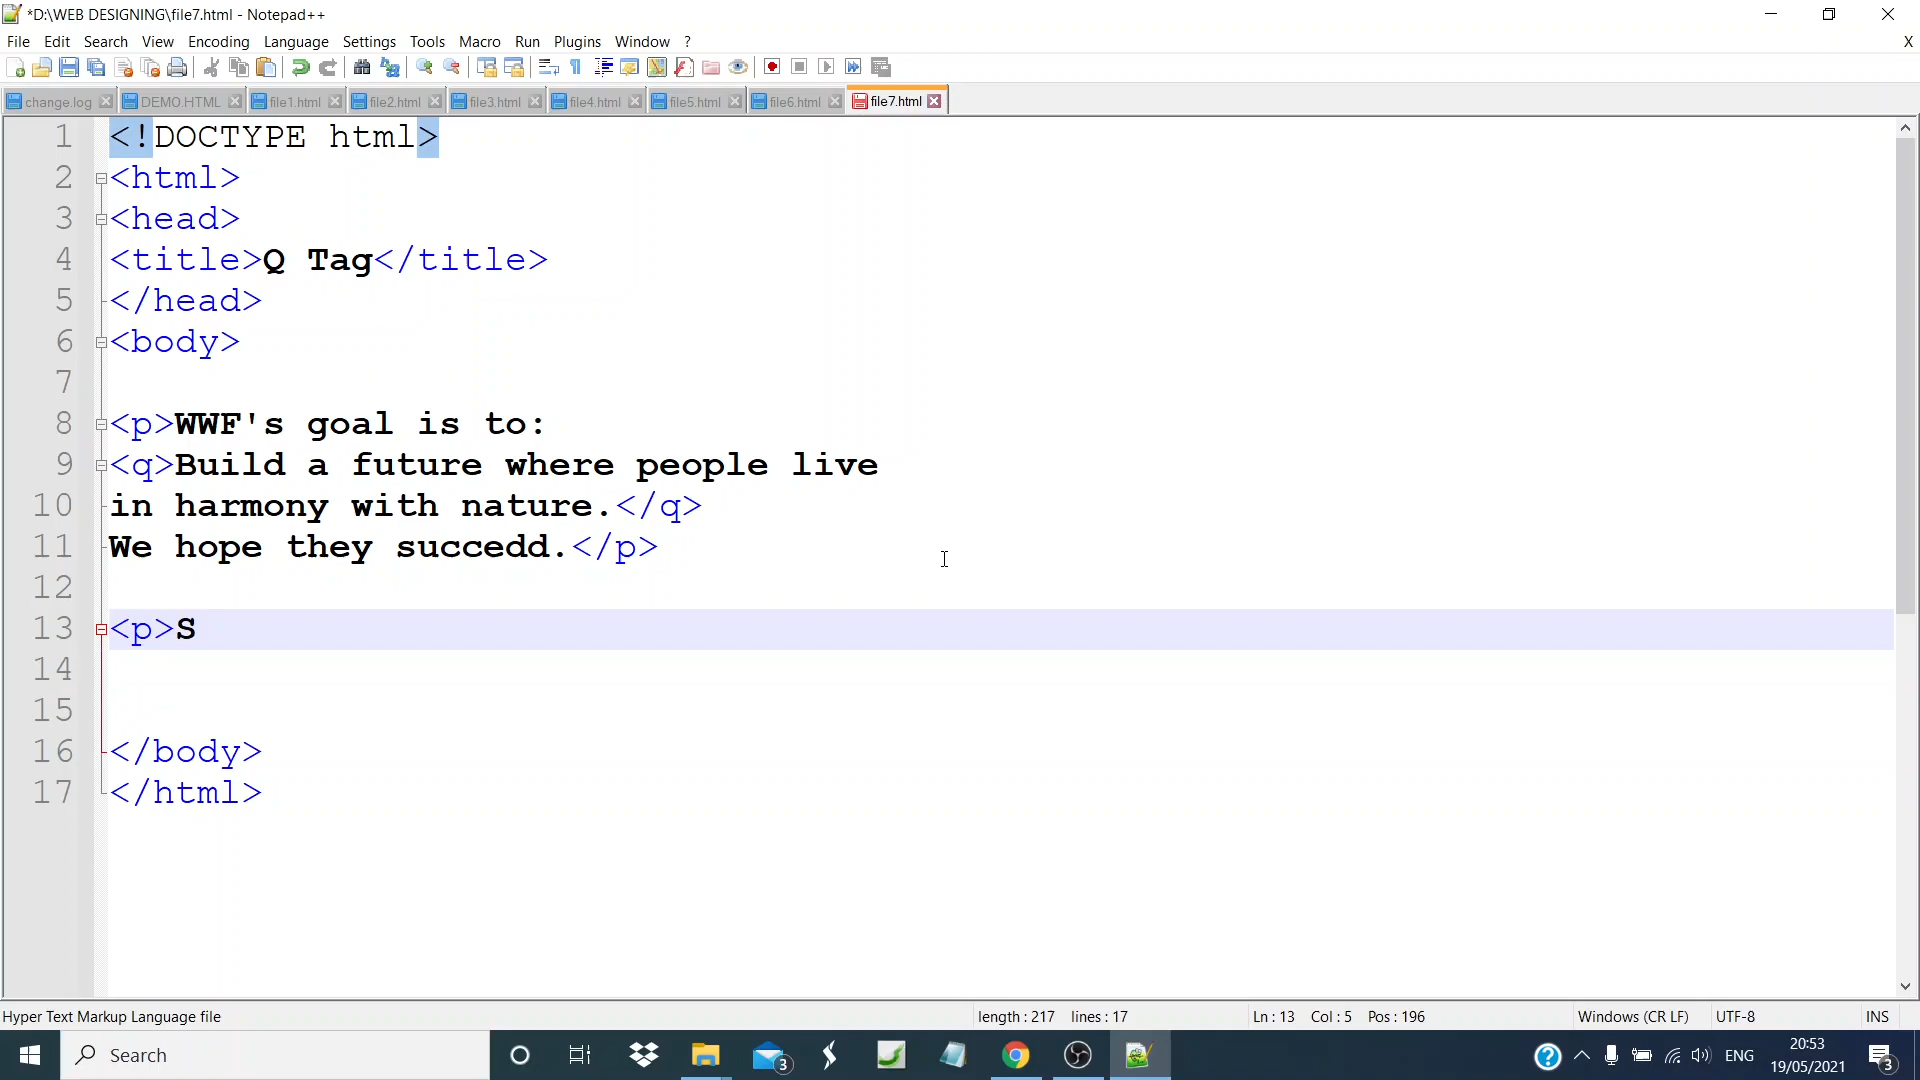 *D:\WEB DESIGNING\file7.html - Notepad++
File Edit Search View Encoding Language Settings Tools Macro Run Plugins Window ? X
change.log DEMO.HTML file1.html file2.html file3.html file4.html file5.html file6.html file7.html
1 <!DOCTYPE html>
2 <html>
3 <head>
4 <title>Q Tag</title>
5 </head>
6 <body>
7
8 <p>WWF's goal is to:
9 <q>Build a future where people live
10 in harmony with nature.</q>
11 We hope they succedd.</p>
12
13 <p>S
14
15
16 </body>
17 </html>
Hyper Text Markup Language file length : 217 lines : 17 Ln : 13 Col : 5 Pos : 196 Windows (CR LF) UTF-8 INS
Search 3 ENG 20:53 3
19/05/2021